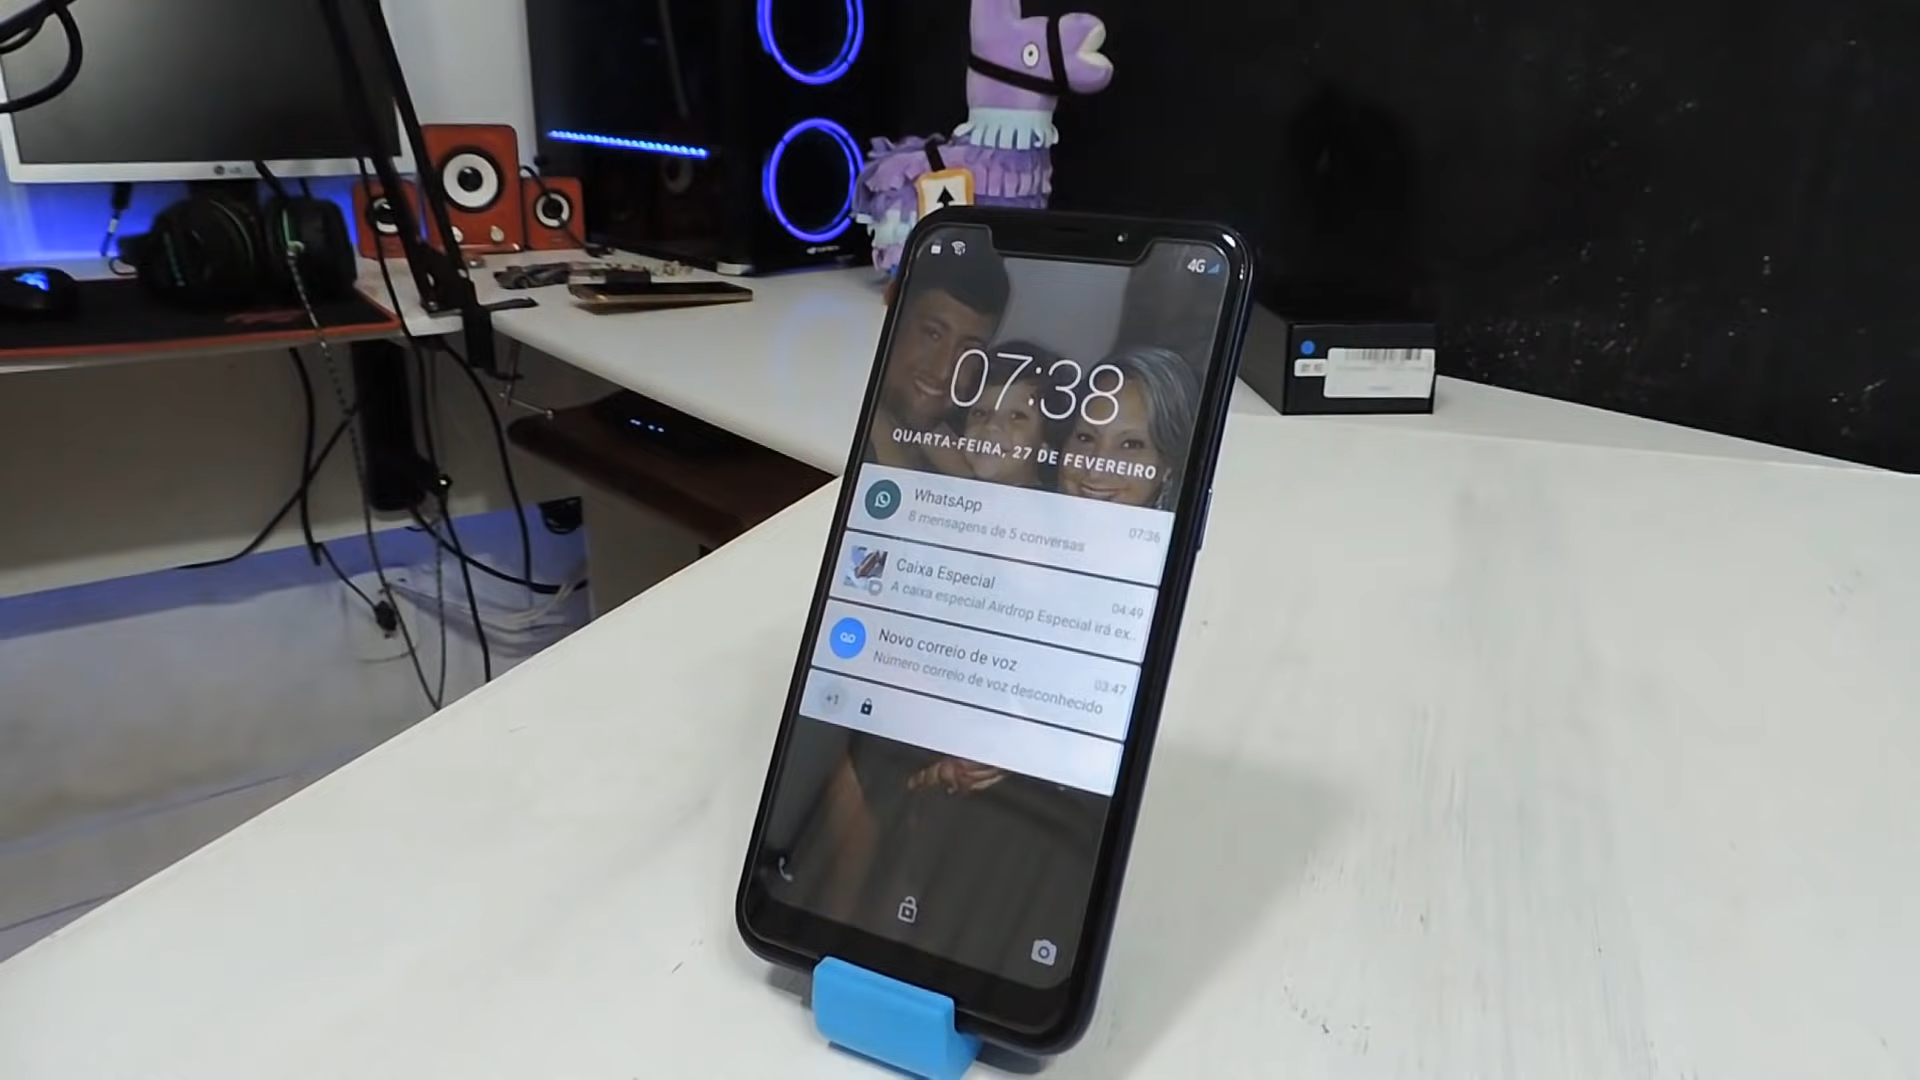 LG
4G
07:38
QUARTA-FEIRA, 27 DE FEVEREIRO
WhatsApp
07:36
8 mensagens de 5 conversas
Caixa Especial
04:49
A caixa especial Airdrop Especial irá ex..
Novo correio de voz
03:47
Número correio de voz desconhecido
+1